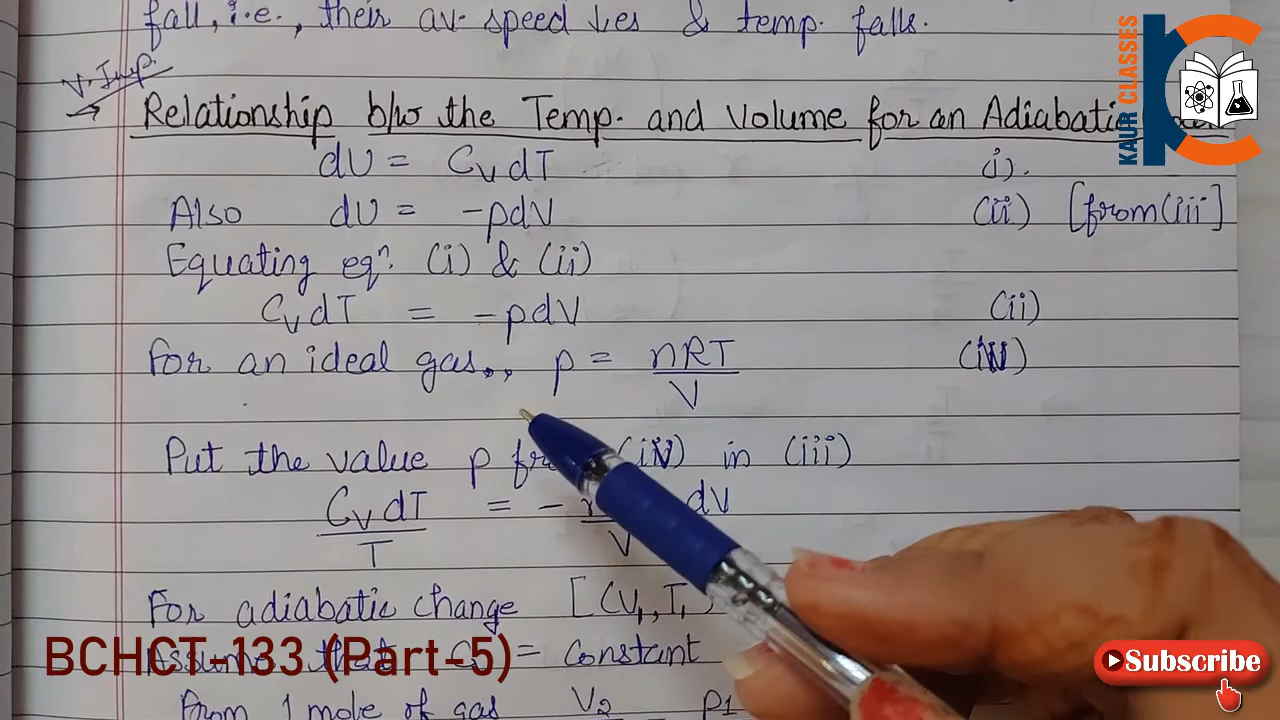 fall, i.e., their av. speed ↓es & temp. falls.
V. Imp.
→ Relationship b/w the Temp. and Volume for an Adiabatic
dU = CvdT (i).
Also dU = -pdV (ii) [from(iii]
Equating eqn. (i) & (ii)
CvdT = -pdV (ii)
For an ideal gas, p = nRT/V (iv)
Put the value p (iv) in (iii)
CvdT/T = - dV
V
For adiabatic change [(V1, T1)
Assume that = constant
From 1 mole of gas V2 P1
KAUR CLASSES
BCHCT-133 (Part-5)
Subscribe